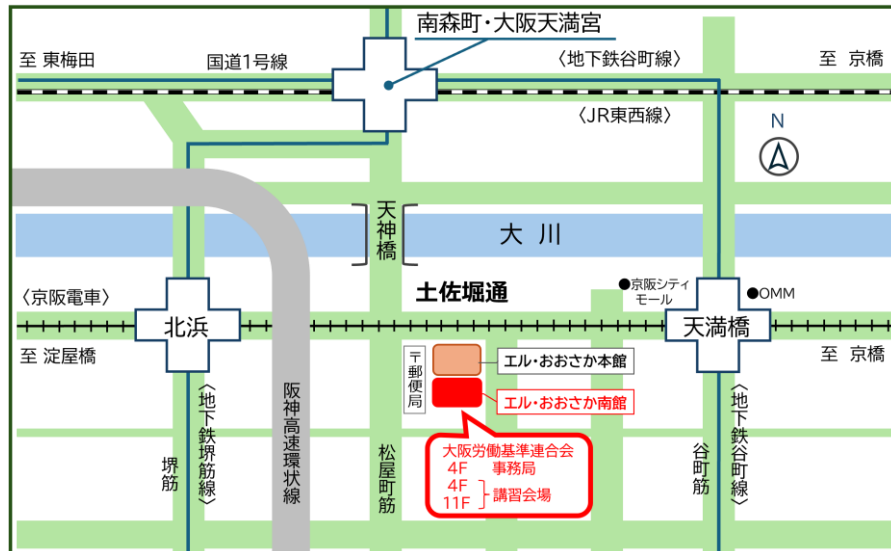 南森町・大阪天満宮
至 東梅田
国道1号線
〈地下鉄谷町線〉
至 京橋
〈JR東西線〉
N
天神橋
大川
土佐堀通
●京阪シティ
モール
●OMM
〈京阪電車〉
北浜
天満橋
至 淀屋橋
至 京橋
〒郵便局
エル・おおさか本館
エル・おおさか南館
大阪労働基準連合会
4F 事務局
4F
11F
講習会場
堺筋
〈地下鉄堺筋線〉
阪神高速環状線
松屋町筋
谷町筋
〈地下鉄谷町線〉